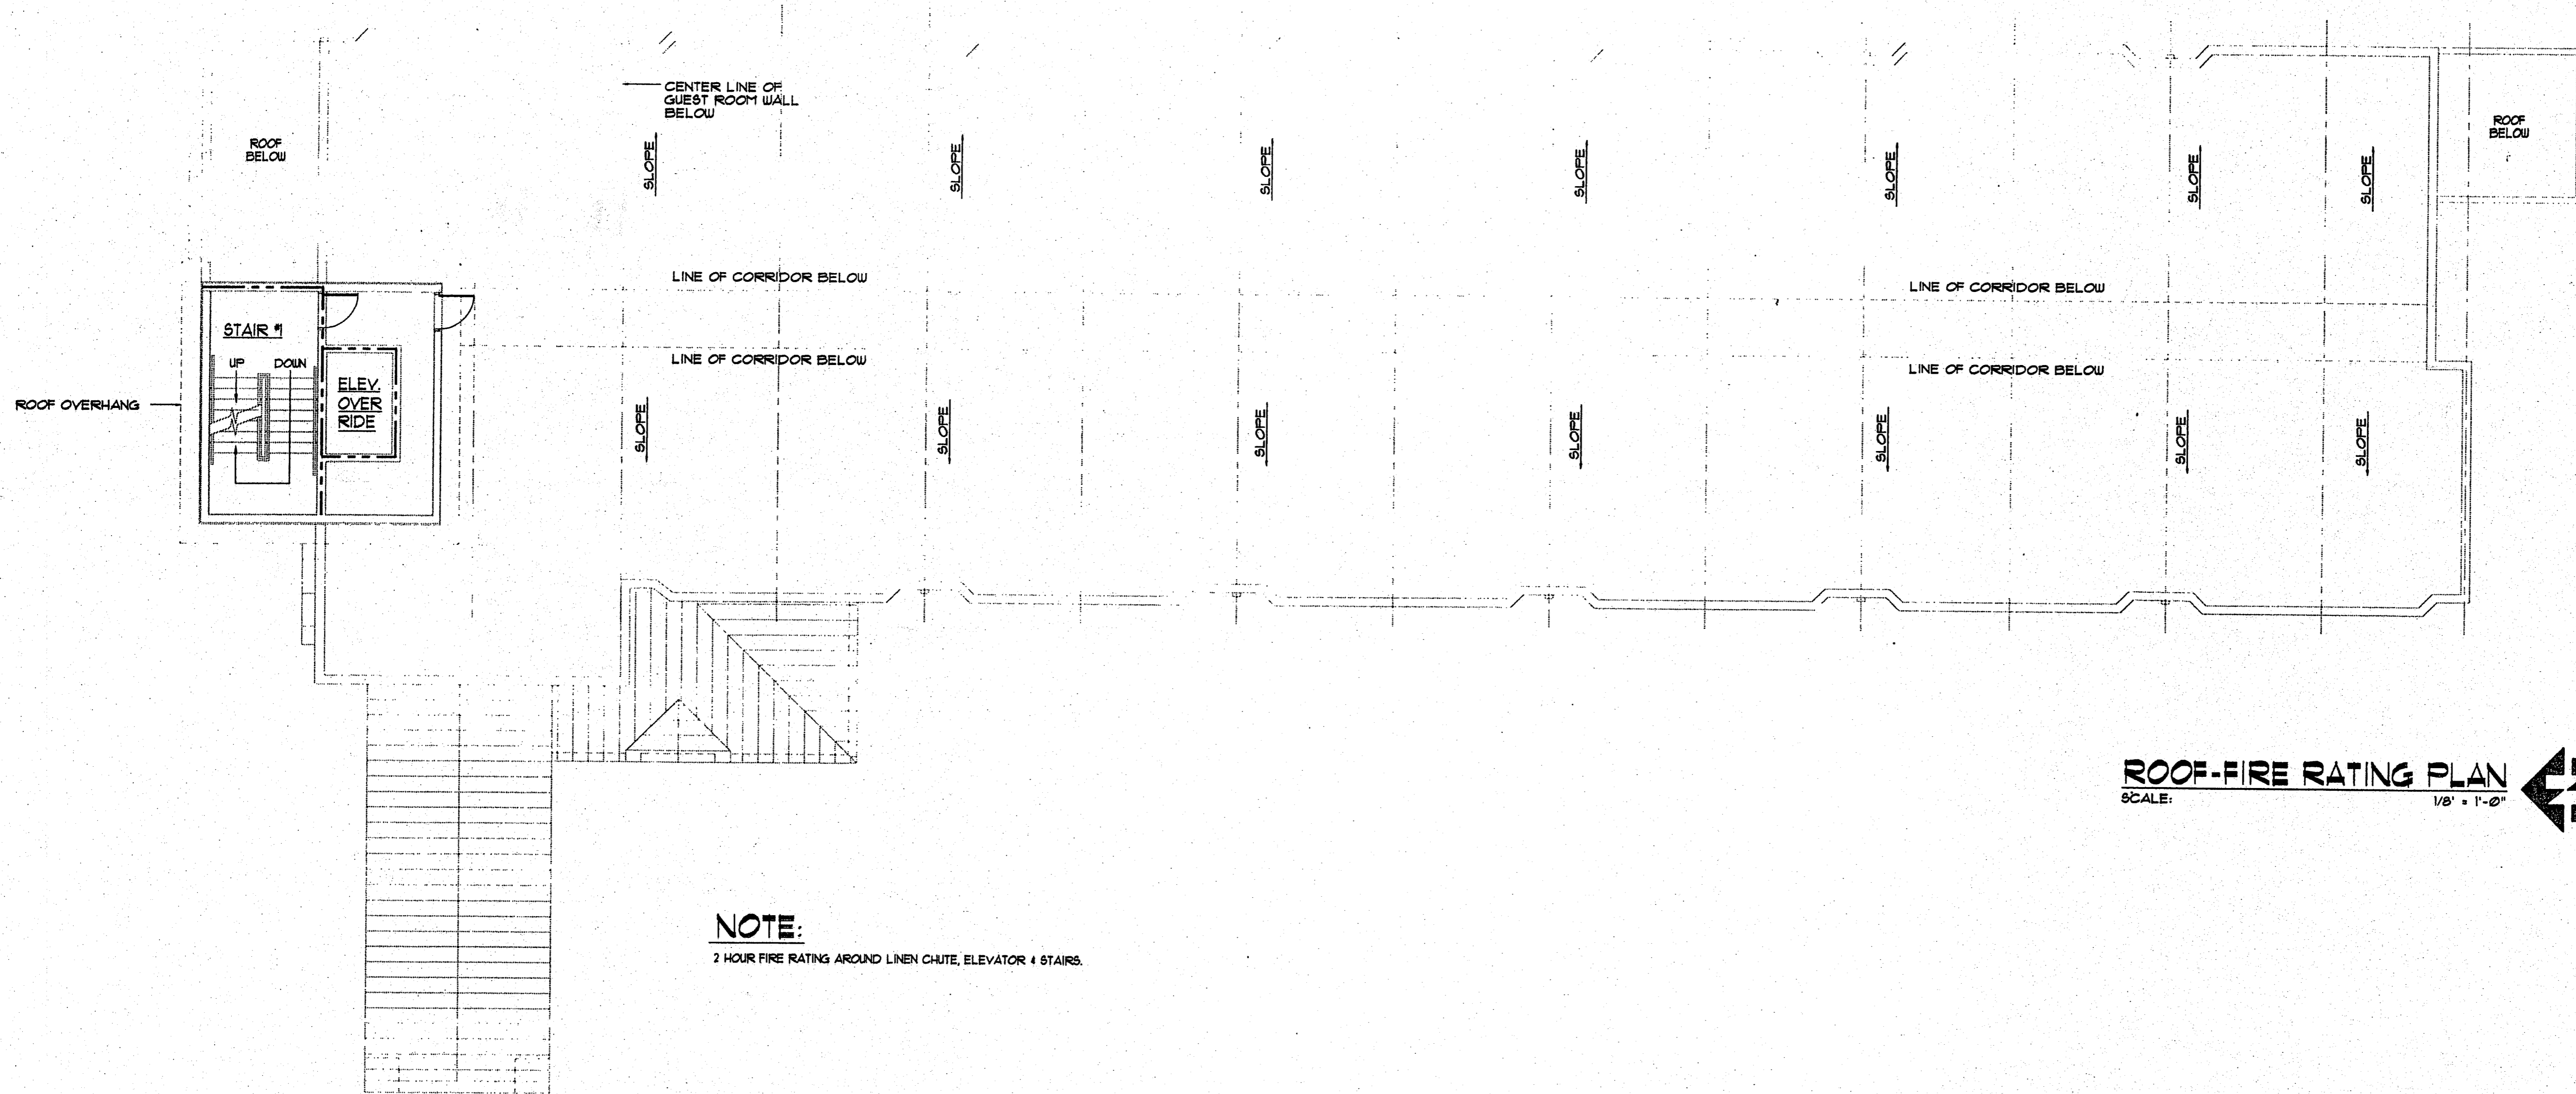 CENTER LINE OF
GUEST ROOM WALL
BELOW
ROOF
BELOW
ROOF
BELOW
SLOPE
SLOPE
SLOPE
SLOPE
SLOPE
SLOPE
SLOPE
LINE OF CORRIDOR BELOW
LINE OF CORRIDOR BELOW
STAIR #1
UP
DOWN
LINE OF CORRIDOR BELOW
LINE OF CORRIDOR BELOW
ELEV.
OVER
RIDE
ROOF OVERHANG
SLOPE
SLOPE
SLOPE
SLOPE
SLOPE
SLOPE
SLOPE
ROOF-FIRE RATING PLAN
SCALE: 1/8' = 1'-0"
NOTE:
2 HOUR FIRE RATING AROUND LINEN CHUTE, ELEVATOR & STAIRS.